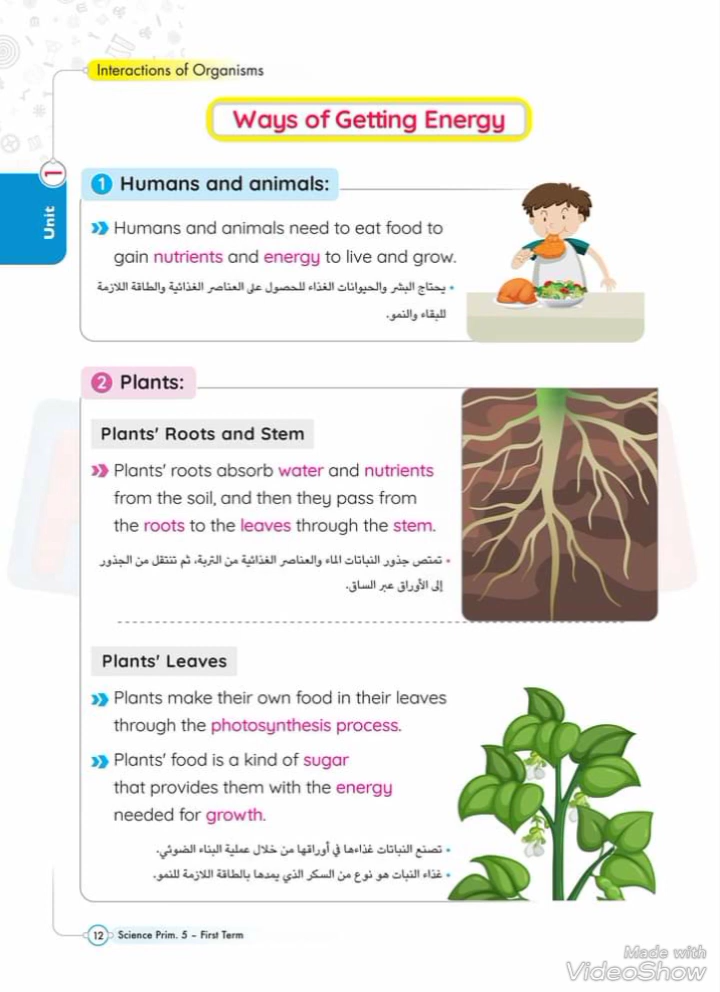 Interactions of Organisms
Ways of Getting Energy
Unit 1
1 Humans and animals:
Humans and animals need to eat food to
gain nutrients and energy to live and grow.
• يحتاج البشر والحيوانات الغذاء للحصول على العناصر الغذائية والطاقة اللازمة
للبقاء والنمو.
2 Plants:
Plants' Roots and Stem
Plants' roots absorb water and nutrients
from the soil, and then they pass from
the roots to the leaves through the stem.
• تمتص جذور النباتات الماء والعناصر الغذائية من التربة، ثم تنتقل من الجذور
إلى الأوراق عبر الساق.
Plants' Leaves
Plants make their own food in their leaves
through the photosynthesis process.
Plants' food is a kind of sugar
that provides them with the energy
needed for growth.
• تصنع النباتات غذاءها في أوراقها من خلال عملية البناء الضوئي.
• غذاء النبات هو نوع من السكر الذي يمدها بالطاقة اللازمة للنمو.
12 Science Prim. 5 - First Term
Made with
VideoShow